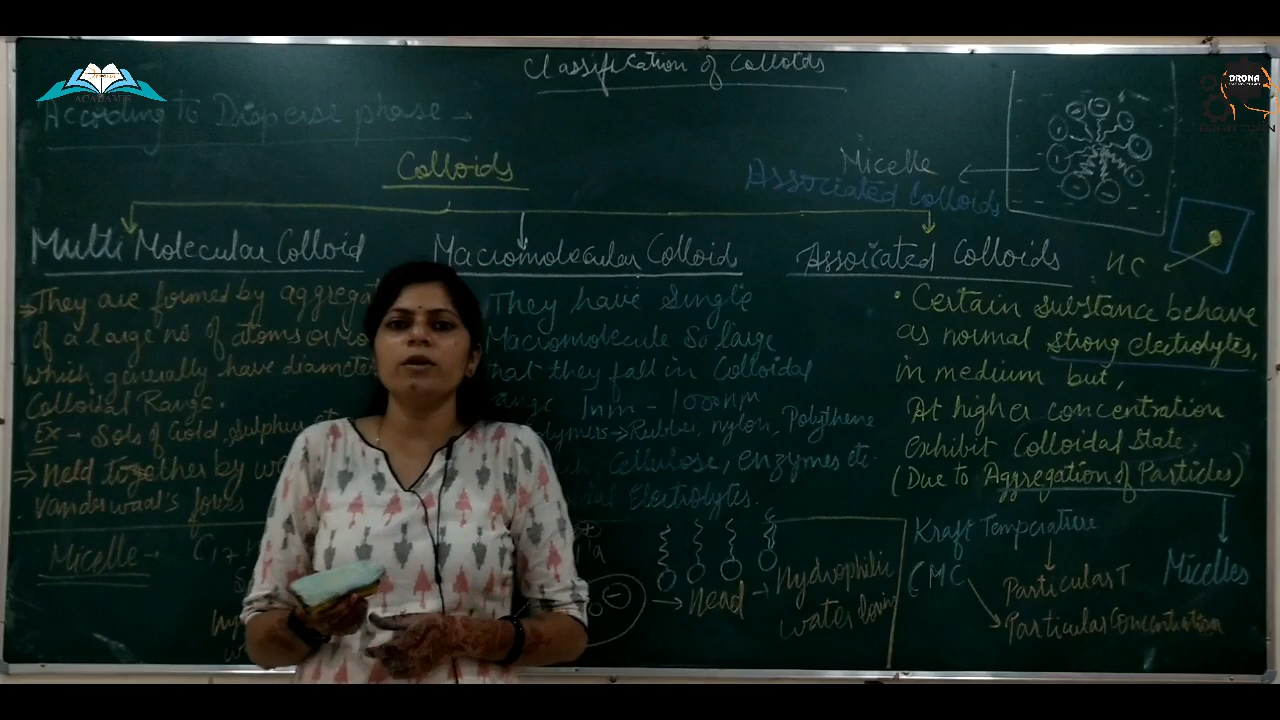 Classification of Colloids
ACADAMIS
DRONA
According to Disperse phase
Colloids
Micelle
Associated Colloids
Multi Molecular Colloid
Macromolecular Colloid
Associated Colloids
NC
They are formed by
of a large no of atoms or
which generally have
Colloidal Range.
Ex - Sols of Gold, Sulphur
Held together by
Vanderwaal's forces
They have Single
Macromolecule So large
they fall in Colloidal
1nm - 1000nm
Rubber, nylon, Polythene
Cellulose, enzymes etc.
Electrolytes.
Certain Substance behave
as normal strong electrolytes,
in medium but,
At higher concentration
exhibit Colloidal State.
(Due to Aggregation of Particles)
Micelles
Kraft Temperature
Particular T
CMC
Particular Concentration
Micelle
C17
Head
Hydrophilic
water loving